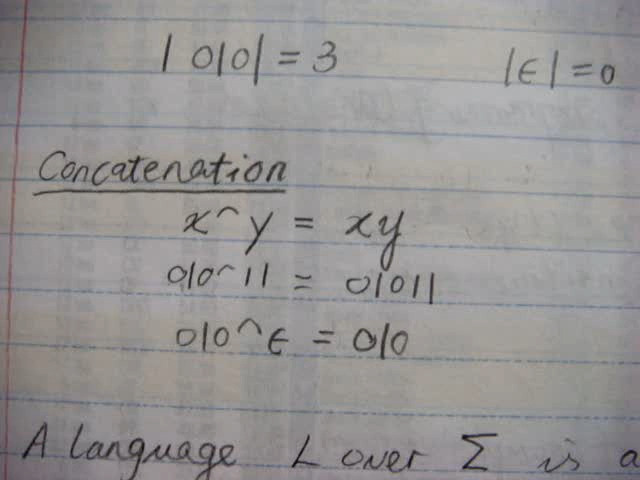 |010| = 3 |ϵ| = 0
Concatenation
x^y = xy
010^11 = 01011
010^ϵ = 010
A language L over Σ is a